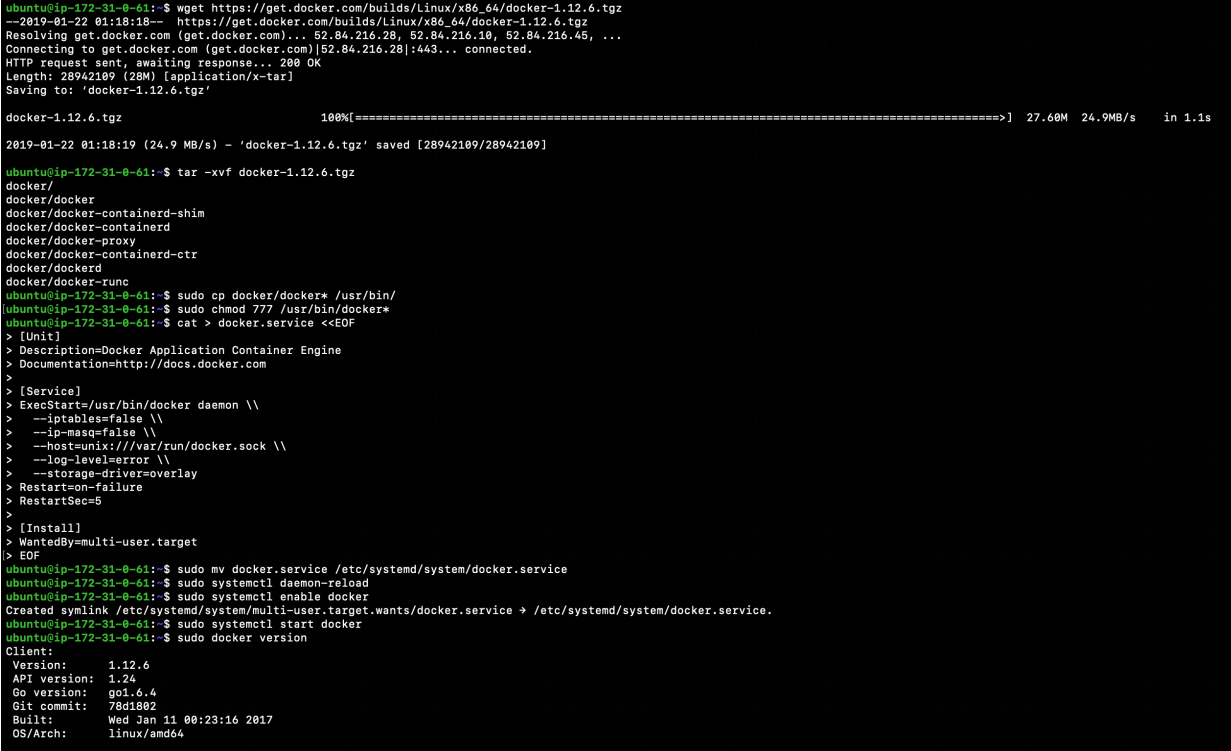 ubuntu@ip-172-31-0-61:~$ wget https://get.docker.com/builds/Linux/x86_64/docker-1.12.6.tgz
--2019-01-22 01:18:18--  https://get.docker.com/builds/Linux/x86_64/docker-1.12.6.tgz
Resolving get.docker.com (get.docker.com)... 52.84.216.28, 52.84.216.10, 52.84.216.45, ...
Connecting to get.docker.com (get.docker.com)|52.84.216.28|:443... connected.
HTTP request sent, awaiting response... 200 OK
Length: 28942109 (28M) [application/x-tar]
Saving to: ‘docker-1.12.6.tgz’
docker-1.12.6.tgz 100%[==============================================================================================>] 27.60M 24.9MB/s in 1.1s
2019-01-22 01:18:19 (24.9 MB/s) - ‘docker-1.12.6.tgz’ saved [28942109/28942109]
ubuntu@ip-172-31-0-61:~$ tar -xvf docker-1.12.6.tgz
docker/
docker/docker
docker/docker-containerd-shim
docker/docker-containerd
docker/docker-proxy
docker/docker-containerd-ctr
docker/dockerd
docker/docker-runc
ubuntu@ip-172-31-0-61:~$ sudo cp docker/docker* /usr/bin/
[ubuntu@ip-172-31-0-61:~$ sudo chmod 777 /usr/bin/docker*
ubuntu@ip-172-31-0-61:~$ cat > docker.service <<EOF
> [Unit]
> Description=Docker Application Container Engine
> Documentation=http://docs.docker.com
>
> [Service]
> ExecStart=/usr/bin/docker daemon \\
>   --iptables=false \\
>   --ip-masq=false \\
>   --host=unix:///var/run/docker.sock \\
>   --log-level=error \\
>   --storage-driver=overlay
> Restart=on-failure
> RestartSec=5
>
> [Install]
> WantedBy=multi-user.target
[> EOF
ubuntu@ip-172-31-0-61:~$ sudo mv docker.service /etc/systemd/system/docker.service
ubuntu@ip-172-31-0-61:~$ sudo systemctl daemon-reload
ubuntu@ip-172-31-0-61:~$ sudo systemctl enable docker
Created symlink /etc/systemd/system/multi-user.target.wants/docker.service → /etc/systemd/system/docker.service.
ubuntu@ip-172-31-0-61:~$ sudo systemctl start docker
ubuntu@ip-172-31-0-61:~$ sudo docker version
Client:
 Version:      1.12.6
 API version:  1.24
 Go version:   go1.6.4
 Git commit:   78d1802
 Built:        Wed Jan 11 00:23:16 2017
 OS/Arch:      linux/amd64